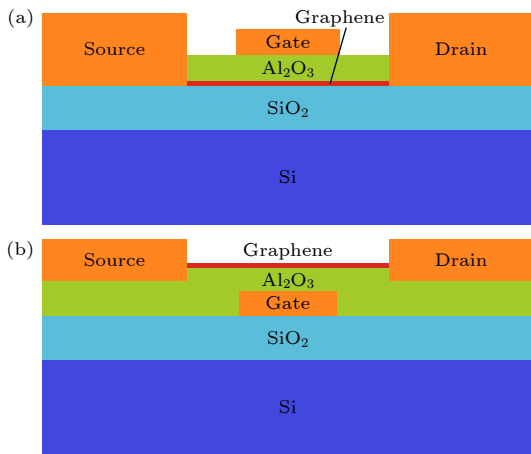 (a)
Graphene
Source
Gate
Drain
Al₂O₃
SiO₂
Si
(b)
Graphene
Source
Drain
Al₂O₃
Gate
SiO₂
Si